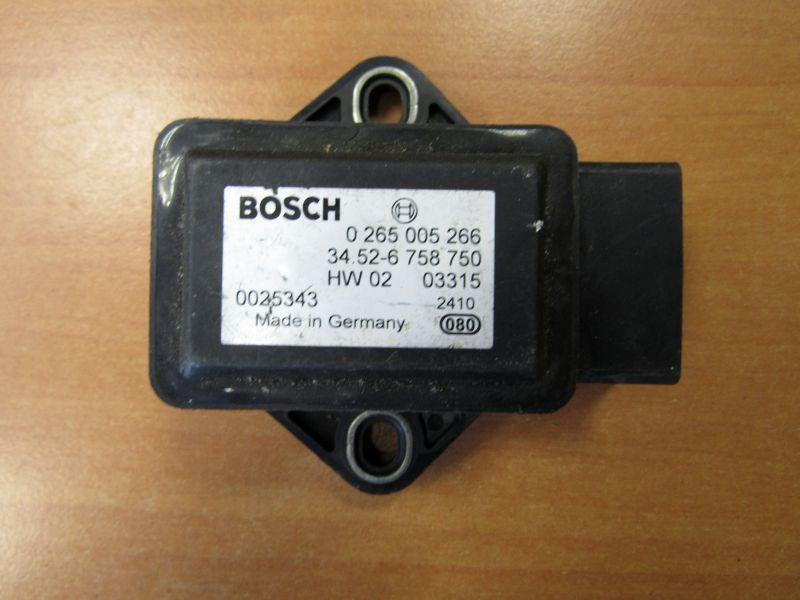 BOSCH
0 265 005 266
34.52-6 758 750
HW 02 03315
0025343 2410
Made in Germany 080